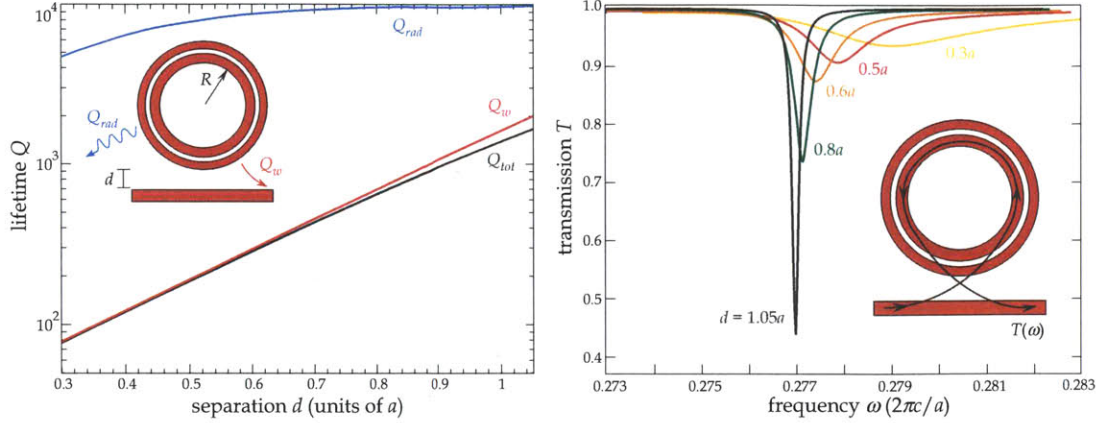 10⁴
10³
10²
lifetime Q
Q_rad
R
Q_rad
Q_w
d
Q_w
Q_tot
0.3 0.4 0.5 0.6 0.7 0.8 0.9 1
separation d (units of a)
1.0
0.9
0.8
0.7
0.6
0.5
0.4
transmission T
0.3a
0.5a
0.6a
0.8a
d = 1.05a
T(ω)
0.273 0.275 0.277 0.279 0.281 0.283
frequency ω (2πc/a)